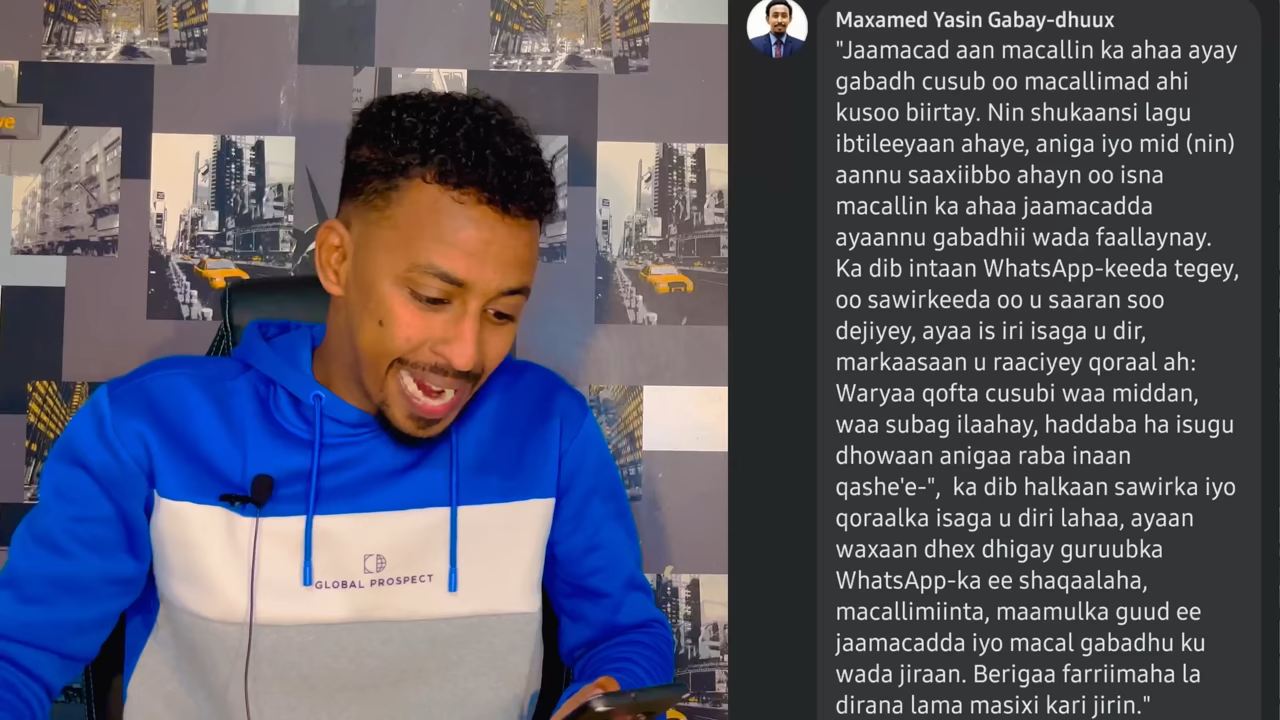 ve
GLOBAL PROSPECT
Maxamed Yasin Gabay-dhuux
"Jaamacad aan macallin ka ahaa ayay
gabadh cusub oo macallimad ahi
kusoo biirtay. Nin shukaansi lagu
ibtileeyaan ahaye, aniga iyo mid (nin)
aannu saaxiibbo ahayn oo isna
macallin ka ahaa jaamacadda
ayaannu gabadhii wada faallaynay.
Ka dib intaan WhatsApp-keeda tegey,
oo sawirkeeda oo u saaran soo
dejiyey, ayaa is iri isaga u dir,
markaasaan u raaciyey qoraal ah:
Waryaa qofta cusubi waa middan,
waa subag ilaahay, haddaba ha isugu
dhowaan anigaa raba inaan
qashe'e-", ka dib halkaan sawirka iyo
qoraalka isaga u diri lahaa, ayaan
waxaan dhex dhigay guruubka
WhatsApp-ka ee shaqaalaha,
macallimiinta, maamulka guud ee
jaamacadda iyo macal gabadhu ku
wada jiraan. Berigaa farriimaha la
dirana lama masixi kari jirin."